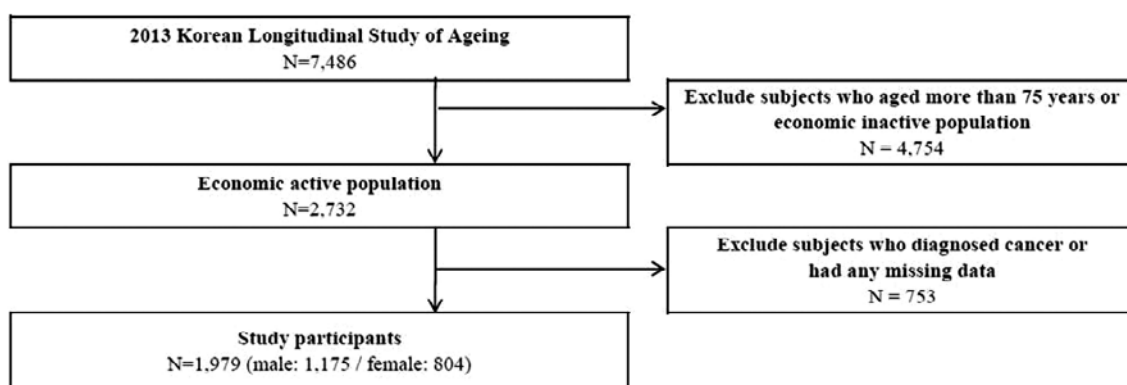 2013 Korean Longitudinal Study of Ageing
N=7,486
Exclude subjects who aged more than 75 years or
economic inactive population
N = 4,754
Economic active population
N=2,732
Exclude subjects who diagnosed cancer or
had any missing data
N = 753
Study participants
N=1,979 (male: 1,175 / female: 804)